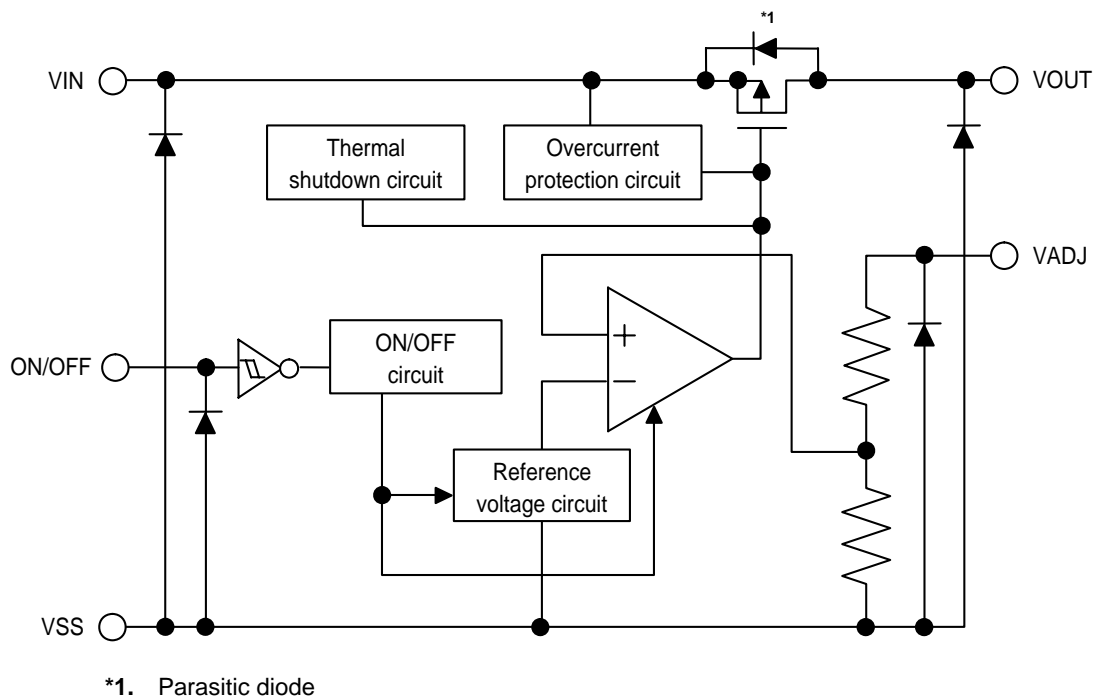 *1
VIN
VOUT
Thermal
shutdown circuit
Overcurrent
protection circuit
VADJ
ON/OFF
ON/OFF
circuit
+
−
Reference
voltage circuit
VSS
*1. Parasitic diode